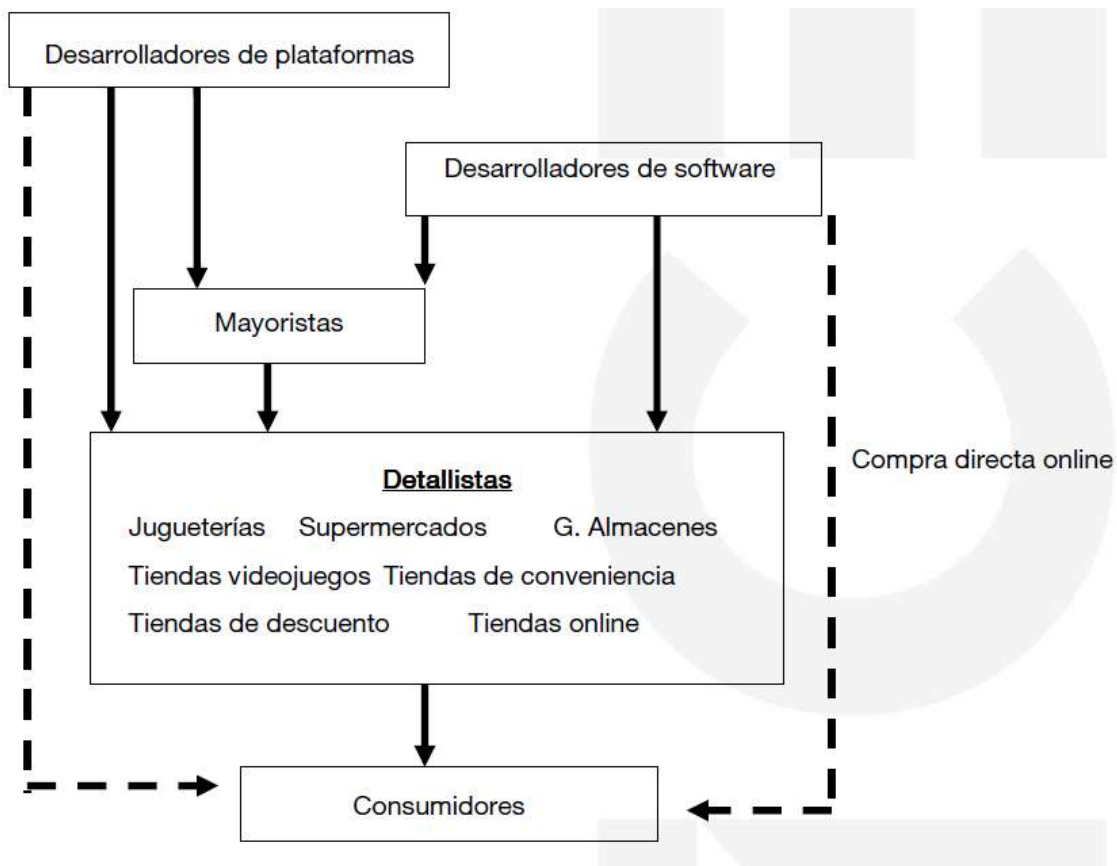 Desarrolladores de plataformas
Desarrolladores de software
Mayoristas
Detallistas
Jugueterías Supermercados G. Almacenes
Tiendas videojuegos Tiendas de conveniencia
Tiendas de descuento Tiendas online
Compra directa online
Consumidores